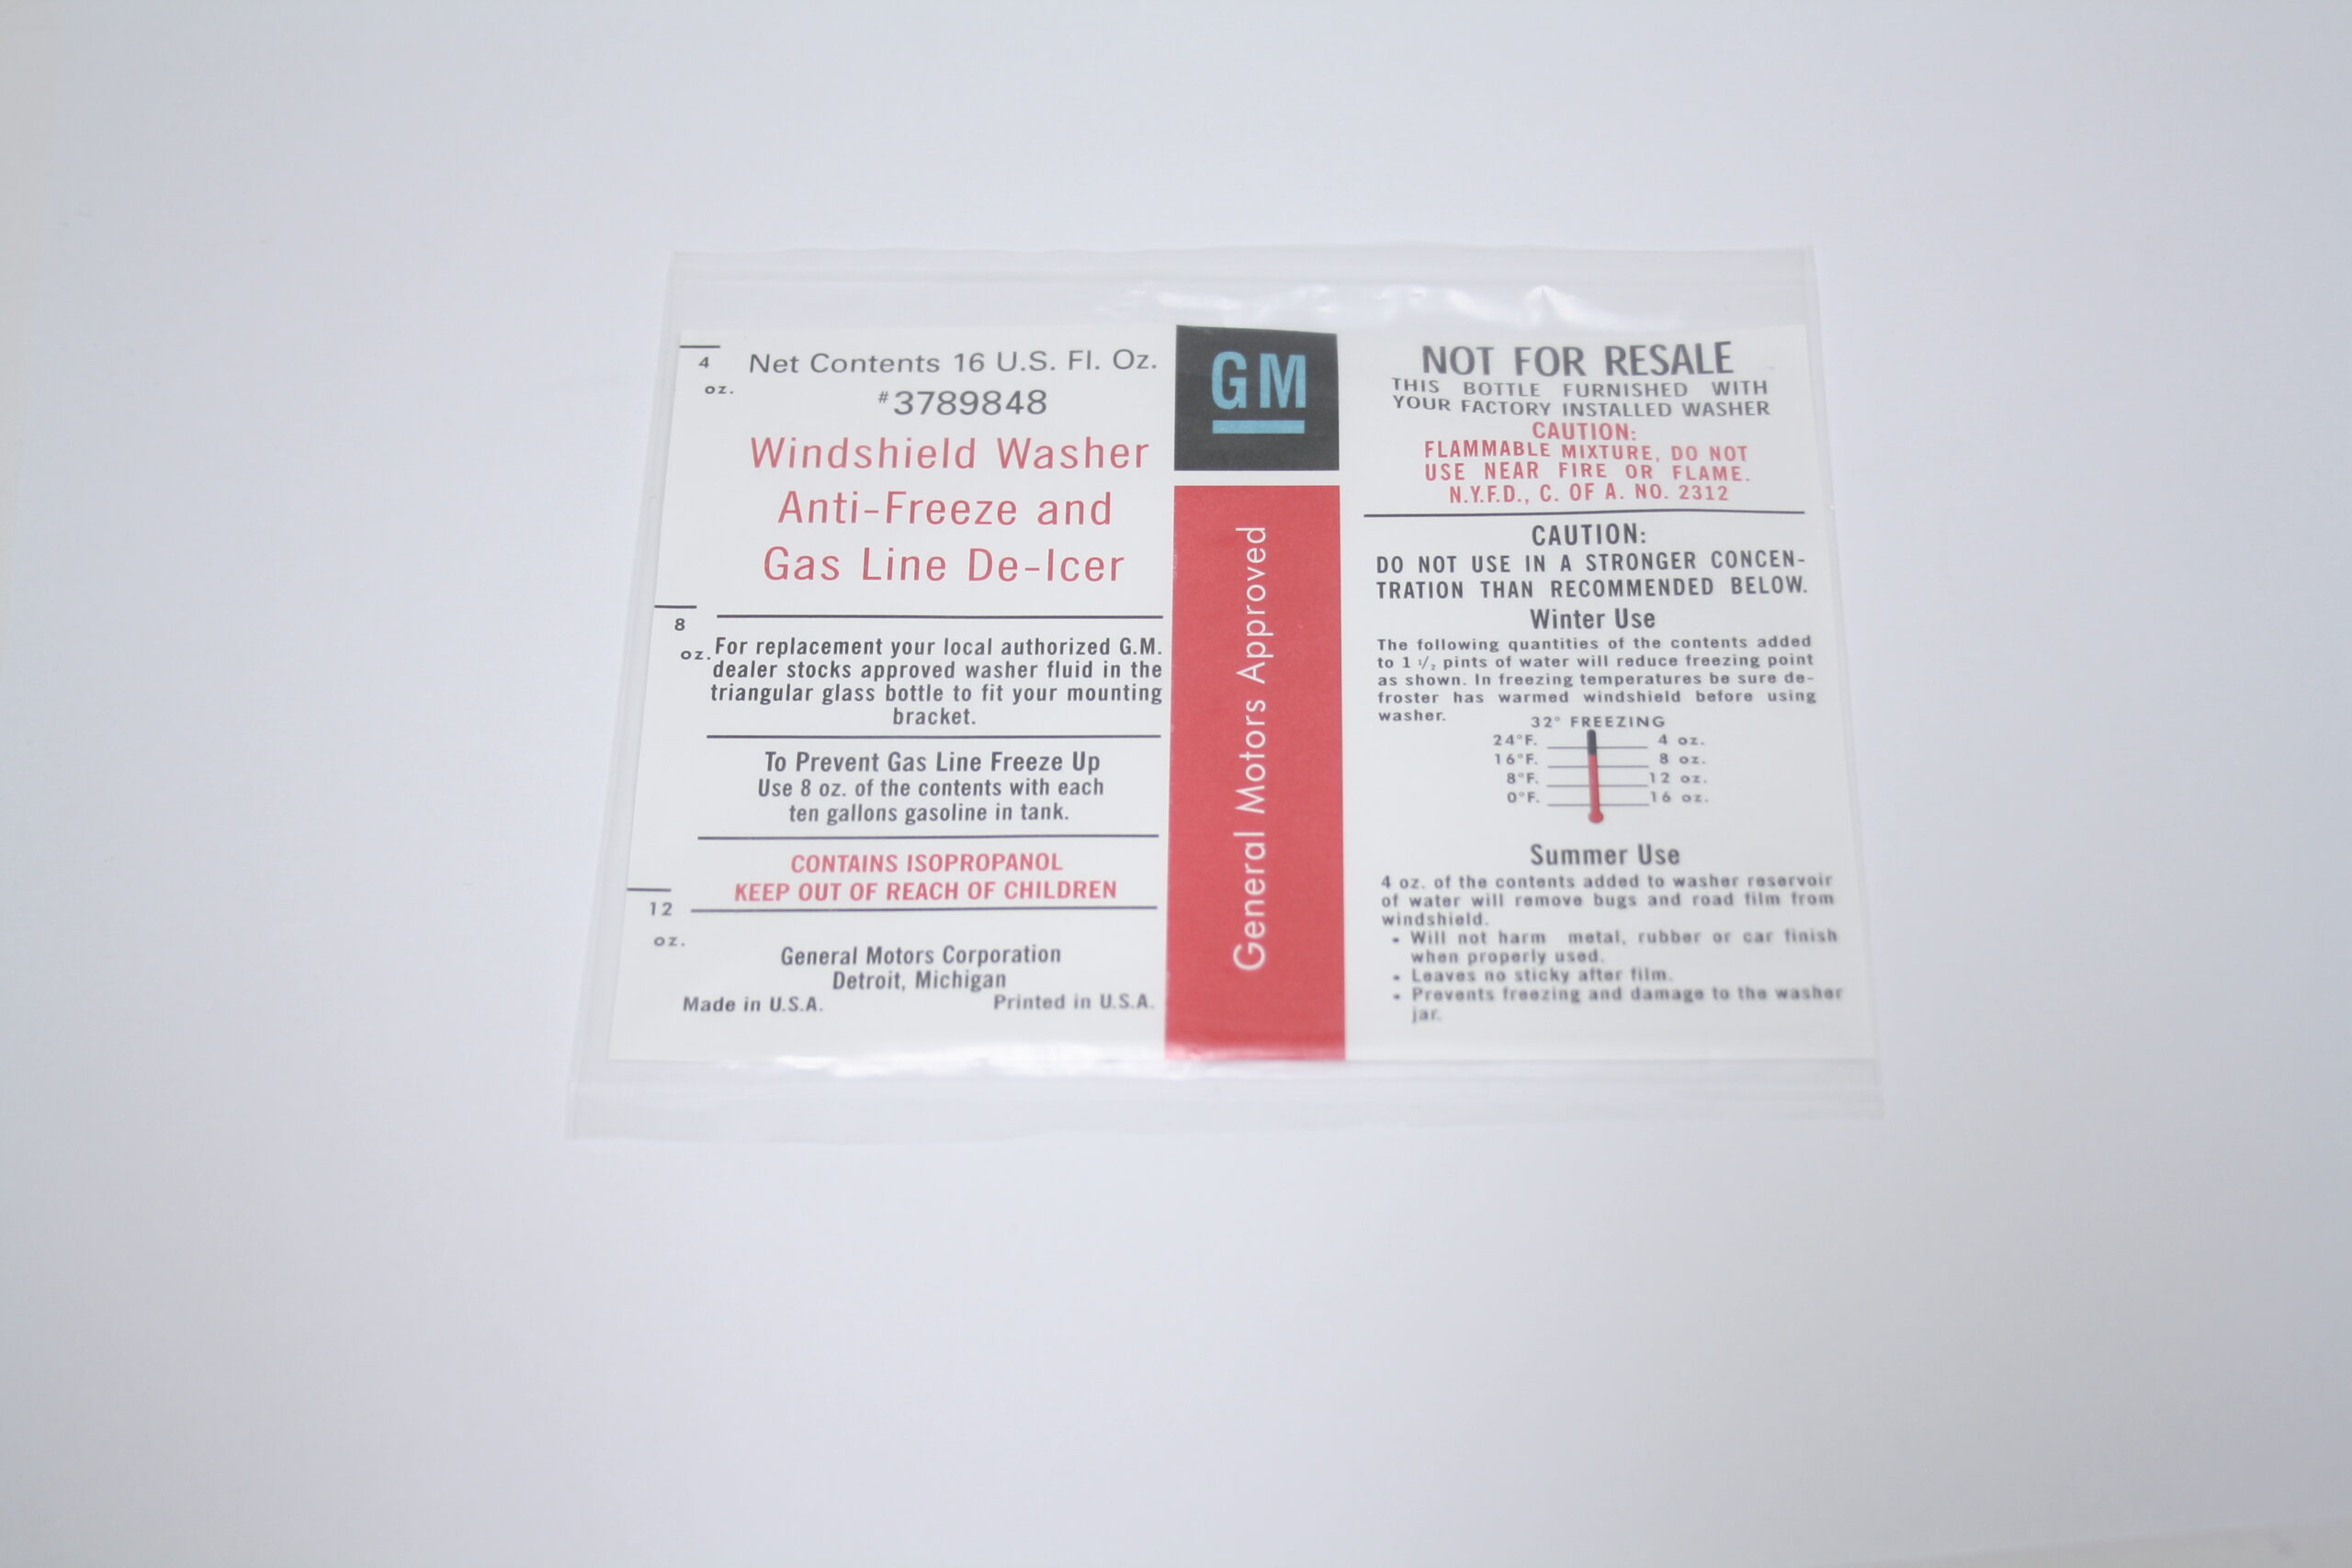 4
oz.
Net Contents 16 U.S. Fl. Oz.
#3789848
Windshield Washer
Anti-Freeze and
Gas Line De-Icer
8
oz.
For replacement your local authorized G.M.
dealer stocks approved washer fluid in the
triangular glass bottle to fit your mounting
bracket.
To Prevent Gas Line Freeze Up
Use 8 oz. of the contents with each
ten gallons gasoline in tank.
CONTAINS ISOPROPANOL
KEEP OUT OF REACH OF CHILDREN
12
oz.
General Motors Corporation
Detroit, Michigan
Made in U.S.A. Printed in U.S.A.
GM
General Motors Approved
NOT FOR RESALE
THIS BOTTLE FURNISHED WITH
YOUR FACTORY INSTALLED WASHER
CAUTION:
FLAMMABLE MIXTURE, DO NOT
USE NEAR FIRE OR FLAME.
N.Y.F.D., C. OF A. NO. 2312
CAUTION:
DO NOT USE IN A STRONGER CONCEN-
TRATION THAN RECOMMENDED BELOW.
Winter Use
The following quantities of the contents added
to 1 1/2 pints of water will reduce freezing point
as shown. In freezing temperatures be sure de-
froster has warmed windshield before using
washer.
32° FREEZING
24°F. 4 oz.
16°F. 8 oz.
8°F. 12 oz.
0°F. 16 oz.
Summer Use
4 oz. of the contents added to washer reservoir
of water will remove bugs and road film from
windshield.
• Will not harm metal, rubber or car finish
when properly used.
• Leaves no sticky after film.
• Prevents freezing and damage to the washer
jar.